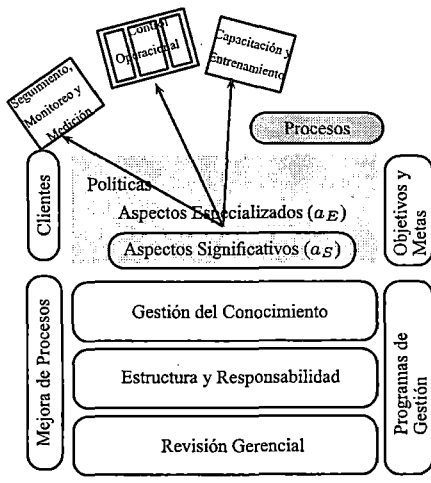 Seguimiento,
Monitoreo y
Medición
Control
Operacional
Capacitación y
Entrenamiento
Procesos
Clientes
Políticas
Aspectos Especializados (a_E)
Aspectos Significativos (a_S)
Objetivos y
Metas
Mejora de Procesos
Gestión del Conocimiento
Estructura y Responsabilidad
Revisión Gerencial
Programas de
Gestión